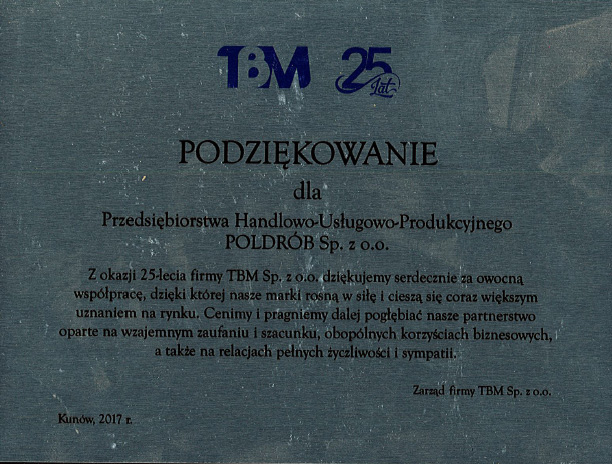 TBM 25 Lat
PODZIĘKOWANIE
dla
Przedsiębiorstwa Handlowo-Usługowo-Produkcyjnego
POLDRÓB Sp. z o.o.
Z okazji 25-lecia firmy TBM Sp. z o.o. dziękujemy serdecznie za owocną
współpracę, dzięki której nasze marki rosną w siłę i cieszą się coraz większym
uznaniem na rynku. Cenimy i pragniemy dalej pogłębiać nasze partnerstwo
oparte na wzajemnym zaufaniu i szacunku, obopólnych korzyściach biznesowych,
a także na relacjach pełnych życzliwości i sympatii.
Zarząd firmy TBM Sp. z o.o.
Kunów, 2017 r.